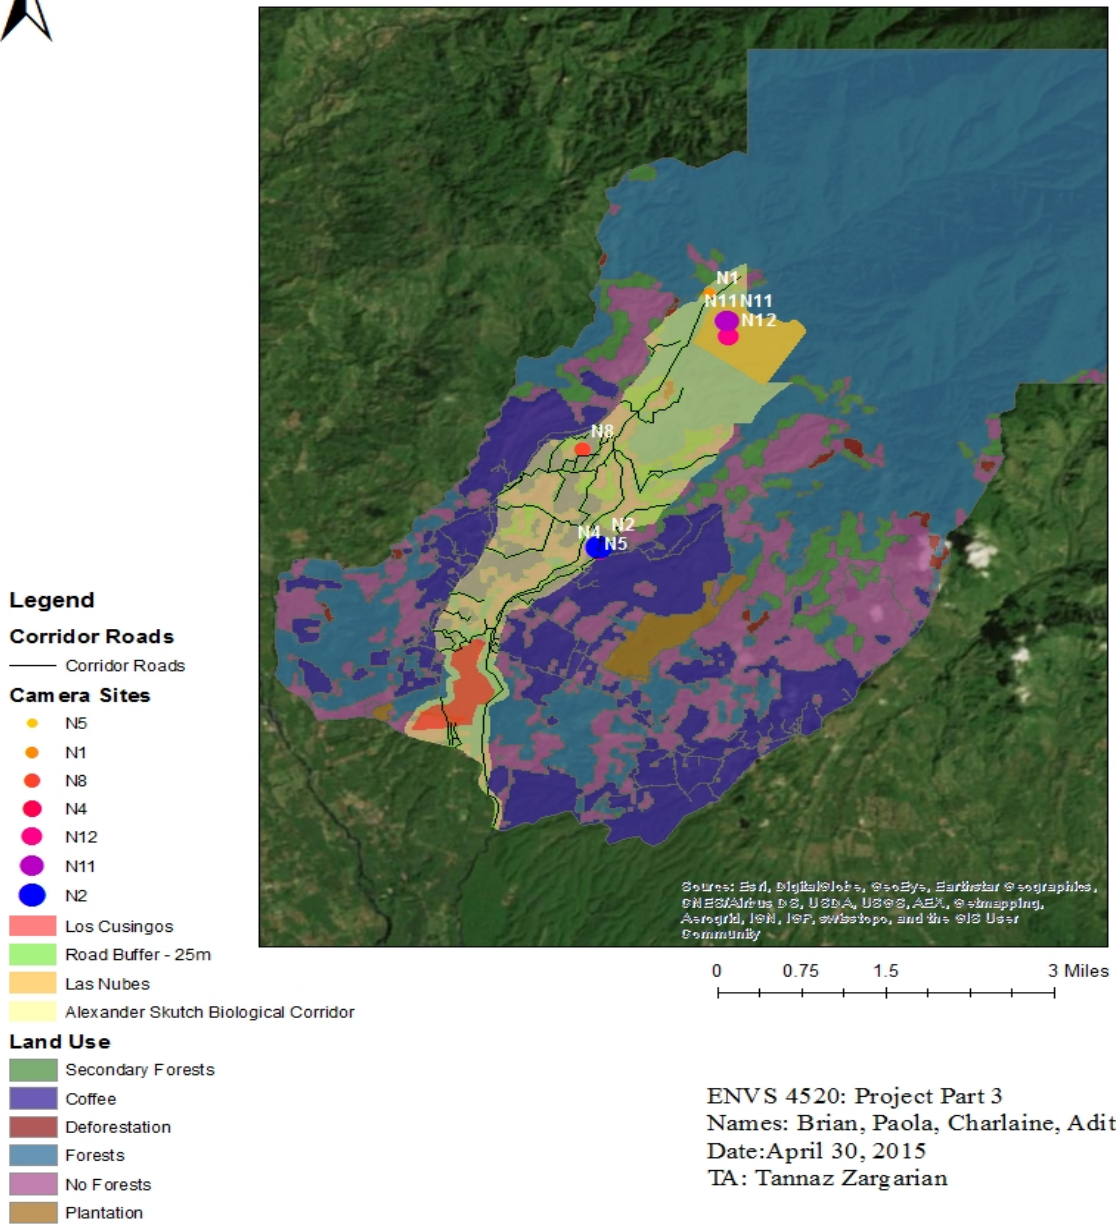 N1
N11N11
N12
N8
N2
N4
N5
Legend
Corridor Roads
Corridor Roads
Camera Sites
N5
N1
N8
N4
N12
N11
N2
Los Cusingos
Road Buffer - 25m
Las Nubes
Alexander Skutch Biological Corridor
Land Use
Secondary Forests
Coffee
Deforestation
Forests
No Forests
Plantation
Source: Esri, DigitalGlobe, GeoEye, Earthstar Geographics,
CNES/Airbus DS, USDA, USGS, AEX, Getmapping,
Aerogrid, IGN, IGP, swisstopo, and the GIS User
Community
0 0.75 1.5 3 Miles
ENVS 4520: Project Part 3
Names: Brian, Paola, Charlaine, Adit
Date:April 30, 2015
TA: Tannaz Zargarian